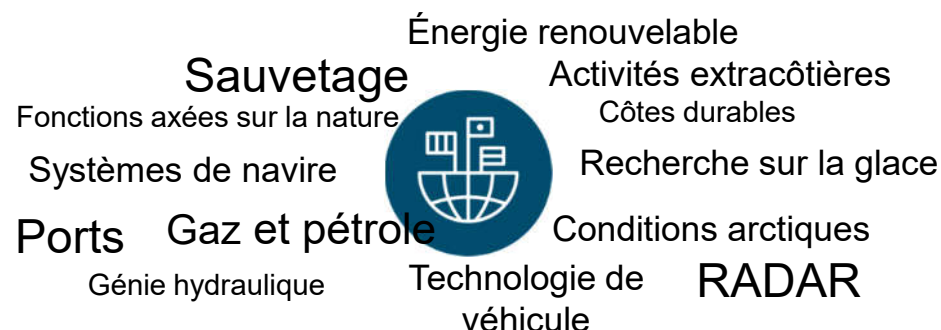 Énergie renouvelable
Sauvetage
Activités extracôtières
Fonctions axées sur la nature
Côtes durables
Systèmes de navire
Recherche sur la glace
Ports
Gaz et pétrole
Conditions arctiques
Génie hydraulique
Technologie de
véhicule
RADAR